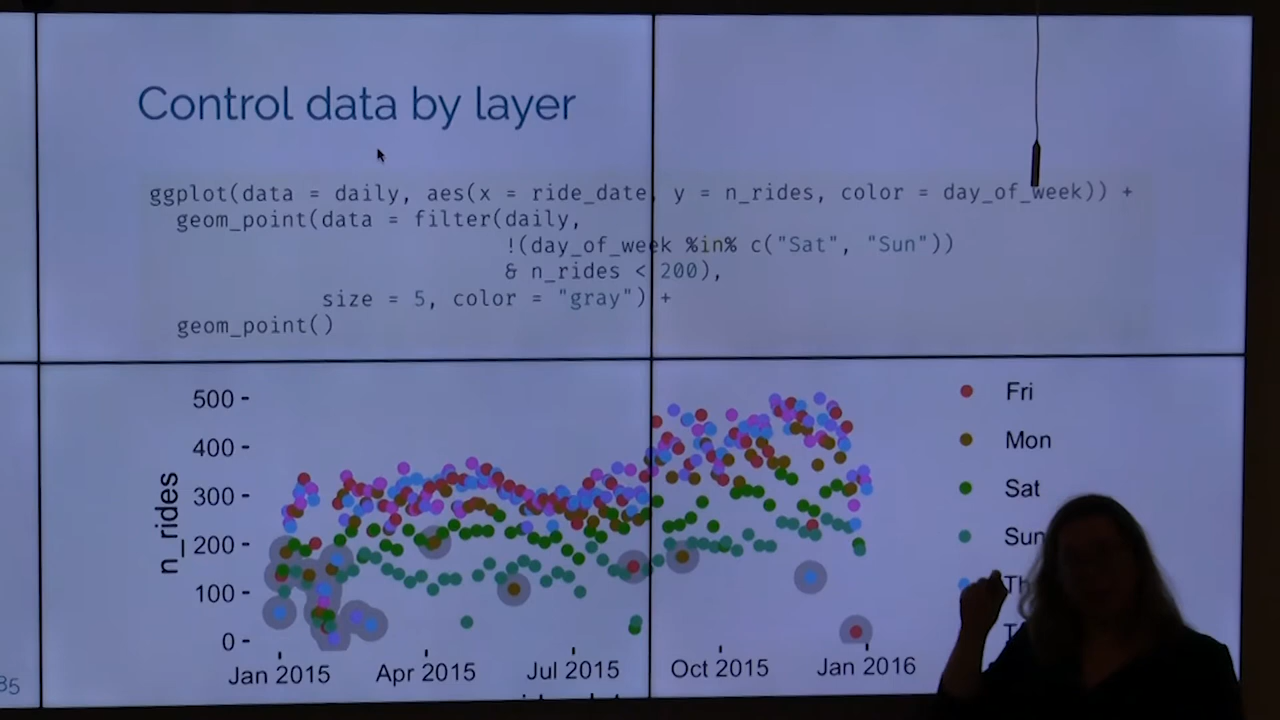 Control data by layer
ggplot(data = daily, aes(x = ride_date, y = n_rides, color = day_of_week)) +
geom_point(data = filter(daily,
!(day_of_week %in% c("Sat", "Sun"))
& n_rides < 200),
size = 5, color = "gray") +
geom_point()
500
400
300
200
100
0
n_rides
Jan 2015
Apr 2015
Jul 2015
Oct 2015
Jan 2016
Fri
Mon
Sat
Sun